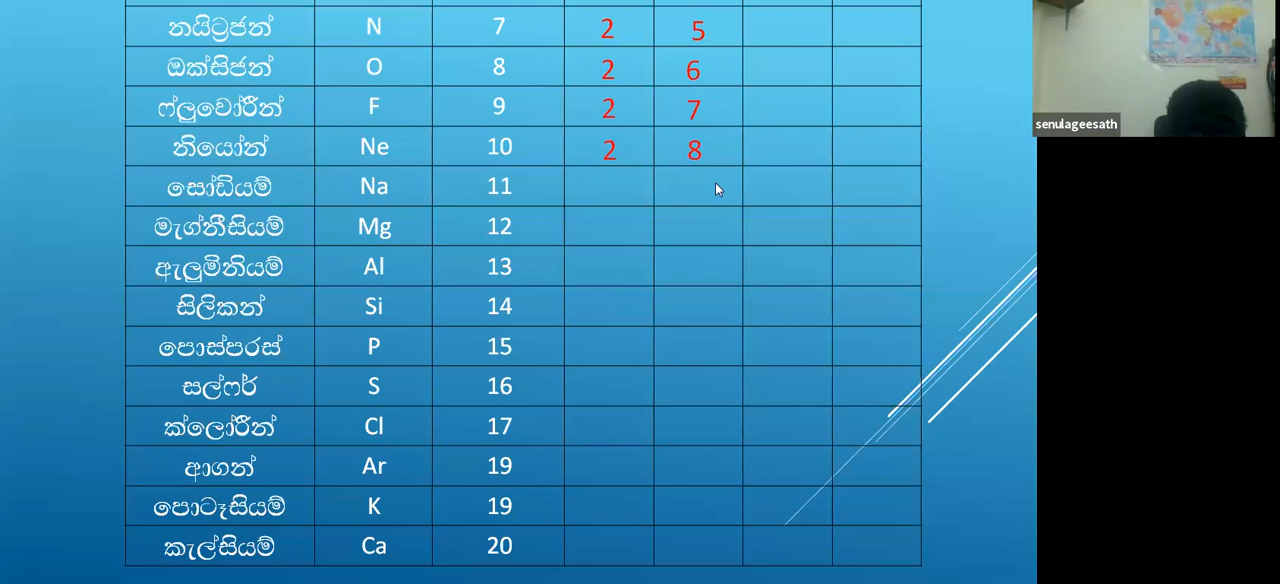 නයිට්‍රජන් N 7 2 5
ඔක්සිජන් O 8 2 6
ෆ්ලුවෝරීන් F 9 2 7
නියෝන් Ne 10 2 8
සෝඩියම් Na 11
මැග්නීසියම් Mg 12
ඇලුමිනියම් Al 13
සිලිකන් Si 14
පොස්පරස් P 15
සල්ෆර් S 16
ක්ලෝරීන් Cl 17
ආගන් Ar 19
පොටෑසියම් K 19
කැල්සියම් Ca 20
senulageesath